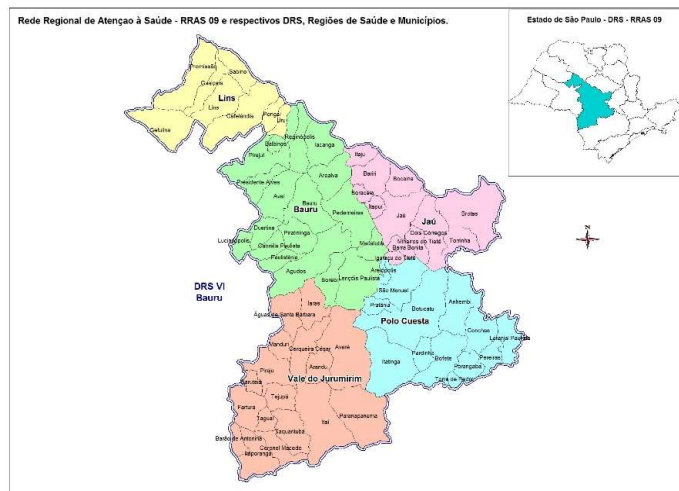 Rede Regional de Atençao à Saúde - RRAS 09 e respectivos DRS, Regiões de Saúde e Municípios.
Estado de São Paulo - DRS - RRAS 09
Promissão
Sabino
Guaiçara
Lins
Lins
Cafelândia
Pongaí
Uru
Getulina
Reginópolis
Balbinos
Iacanga
Pirajuí
Presidente Alves
Arealva
Avaí
Bauru
Bauru
Pederneiras
Duartina
Piratininga
Lucianópolis
Cabrália Paulista
Paulistânia
Agudos
Macatuba
Borebi
Lençóis Paulista
Itaju
Bariri
Bocaina
Boracéia
Itapuí
Jaú
Jaú
Brotas
Dois Córregos
Mineiros do Tietê
Torrinha
Barra Bonita
Igaraçu do Tietê
N
DRS VI
Bauru
Areiópolis
São Manuel
Pratânia
Botucatu
Anhembi
Polo Cuesta
Conchas
Laranjal Paulista
Pereiras
Itatinga
Pardinho
Bofete
Porangaba
Torre de Pedra
Iaras
Águas de Santa Bárbara
Manduri
Cerqueira César
Avaré
Arandu
Piraju
Vale do Jurumirim
Sarutaiá
Tejupá
Fartura
Taguaí
Paranapanema
Itaí
Taquarituba
Barão de Antonina
Coronel Macedo
Itaporanga